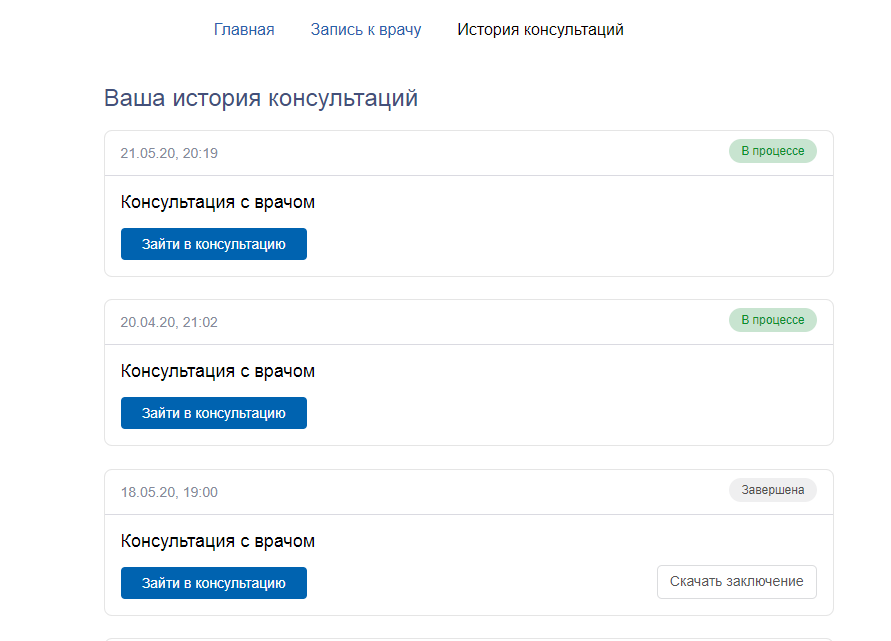 Главная Запись к врачу История консультаций
Ваша история консультаций
21.05.20, 20:19 В процессе
Консультация с врачом
Зайти в консультацию
20.04.20, 21:02 В процессе
Консультация с врачом
Зайти в консультацию
18.05.20, 19:00 Завершена
Консультация с врачом
Зайти в консультацию Скачать заключение